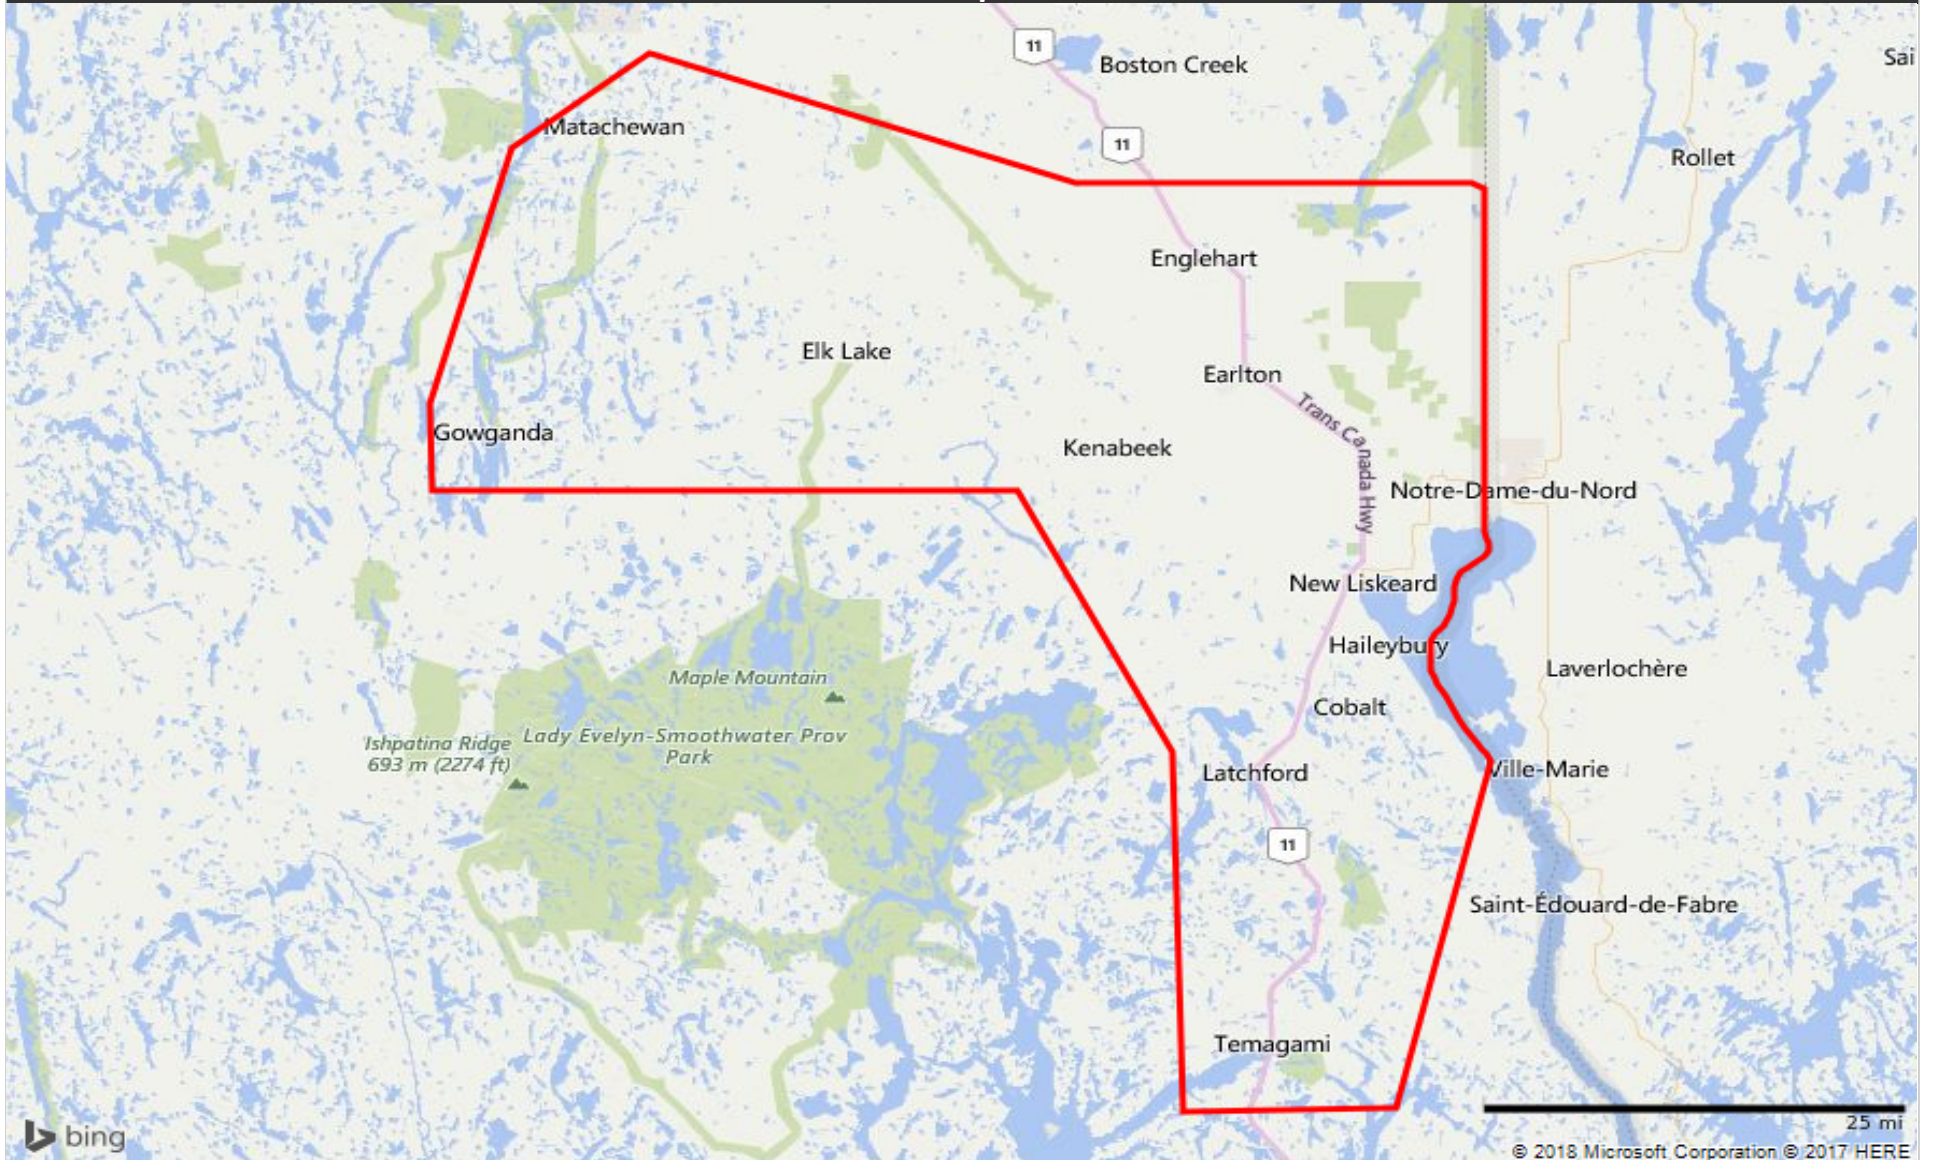 11
Boston Creek
Sai
Matachewan
11
Rollet
Englehart
Elk Lake
Earlton
Trans Canada Hwy
Gowganda
Kenabeek
Notre-Dame-du-Nord
New Liskeard
Haileybury
Laverlochère
Maple Mountain
Cobalt
Ishpatina Ridge
693 m (2274 ft)
Lady Evelyn-Smoothwater Prov
Park
Latchford
Ville-Marie
11
Saint-Édouard-de-Fabre
Temagami
25 mi
bing
© 2018 Microsoft Corporation © 2017 HERE